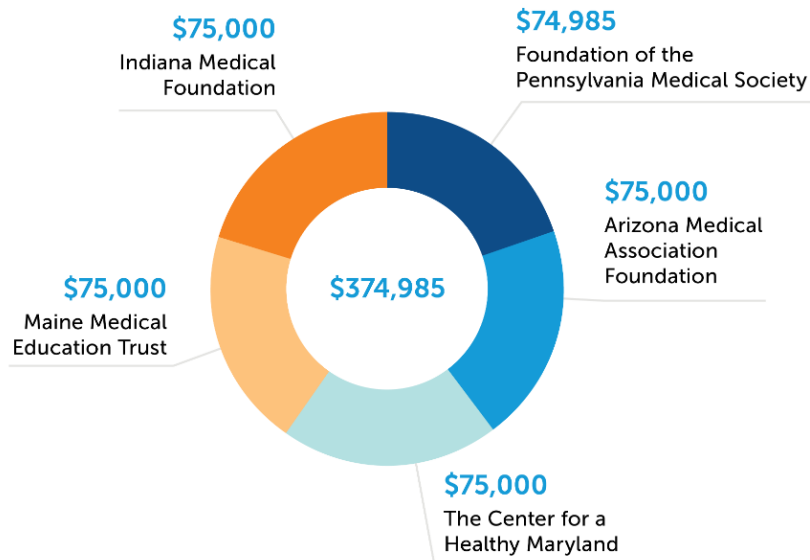 $75,000
Indiana Medical
Foundation
$74,985
Foundation of the
Pennsylvania Medical Society
$75,000
Arizona Medical
Association
Foundation
$374,985
$75,000
Maine Medical
Education Trust
$75,000
The Center for a
Healthy Maryland